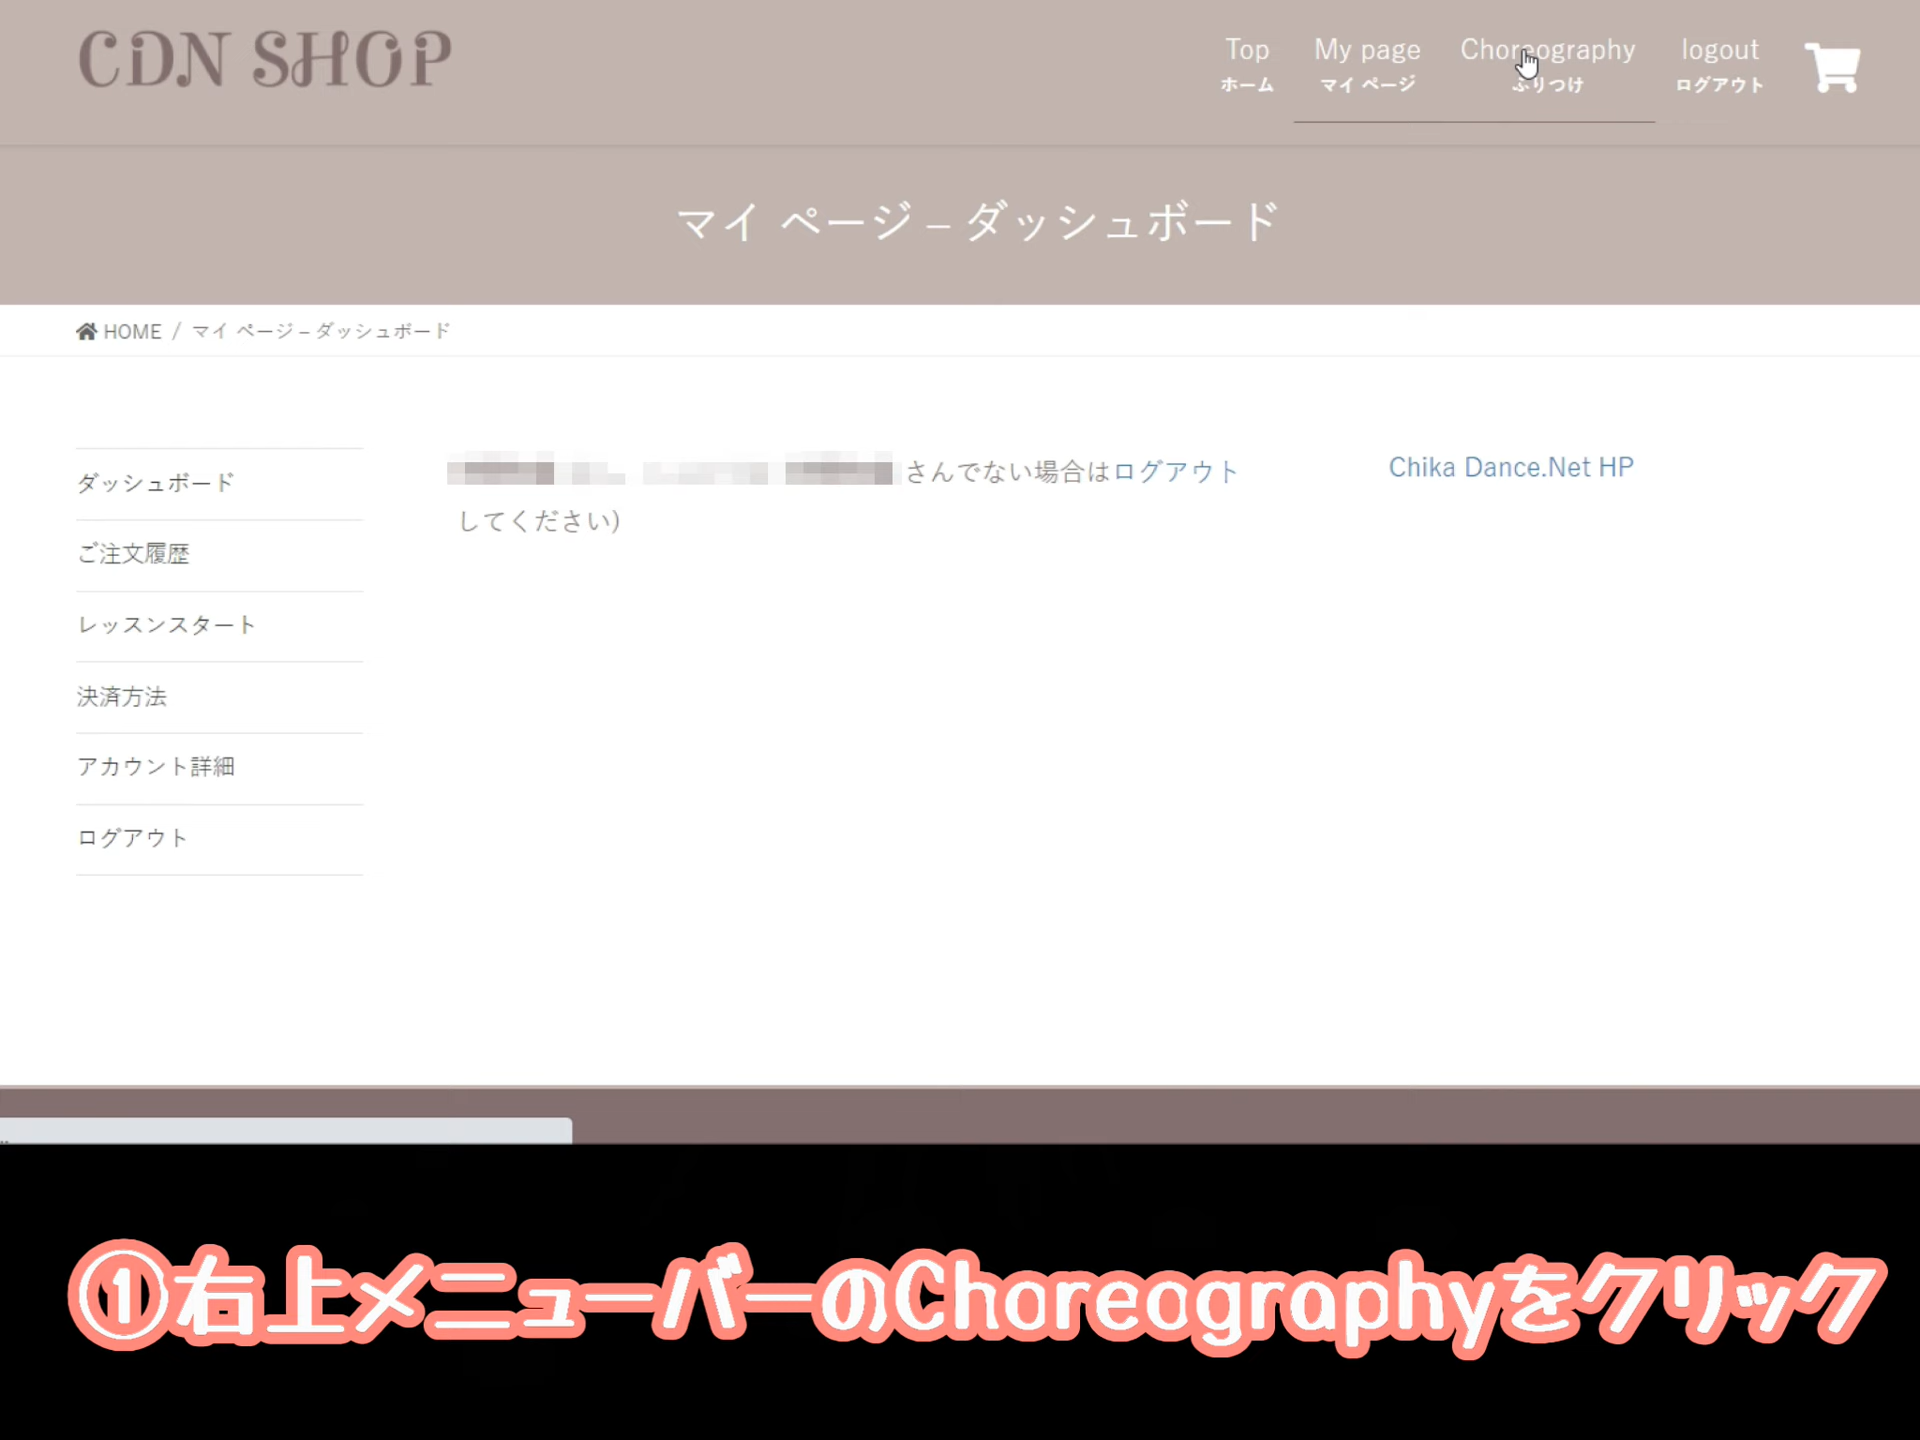 CDN SHOP
Top
ホーム
My page
マイ ページ
Choreography
ふりつけ
logout
ログアウト
マイ ページ – ダッシュボード
HOME / マイ ページ – ダッシュボード
ダッシュボード
ご注文履歴
レッスンスタート
決済方法
アカウント詳細
ログアウト
さんでない場合はログアウト
してください)
Chika Dance.Net HP
①右上メニューバーのChoreographyをクリック